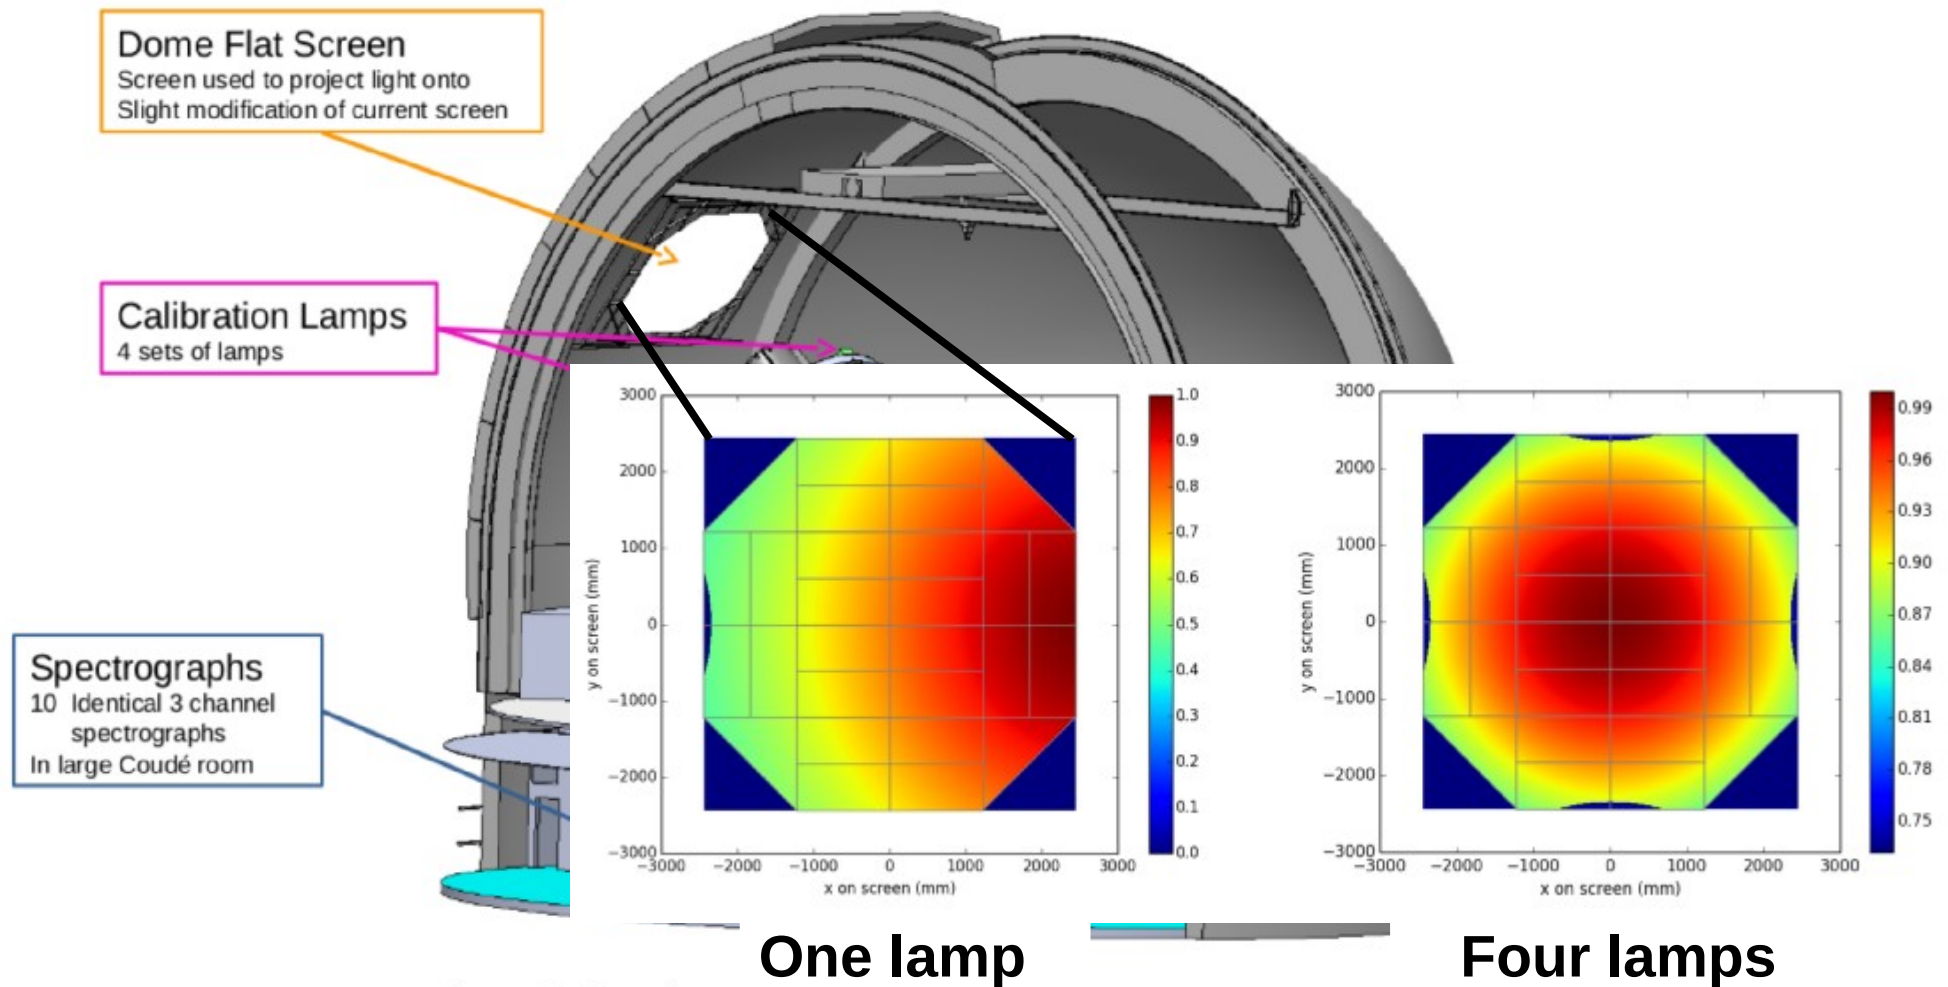 Dome Flat Screen
Screen used to project light onto
Slight modification of current screen
Calibration Lamps
4 sets of lamps
Spectrographs
10 Identical 3 channel
spectrographs
In large Coudé room
3000
2000
1000
0
−1000
−2000
−3000
y on screen (mm)
−3000 −2000 −1000 0 1000 2000 3000
x on screen (mm)
1.0
0.9
0.8
0.7
0.6
0.5
0.4
0.3
0.2
0.1
0.0
One lamp
3000
2000
1000
0
−1000
−2000
−3000
y on screen (mm)
−3000 −2000 −1000 0 1000 2000 3000
x on screen (mm)
0.99
0.96
0.93
0.90
0.87
0.84
0.81
0.78
0.75
Four lamps